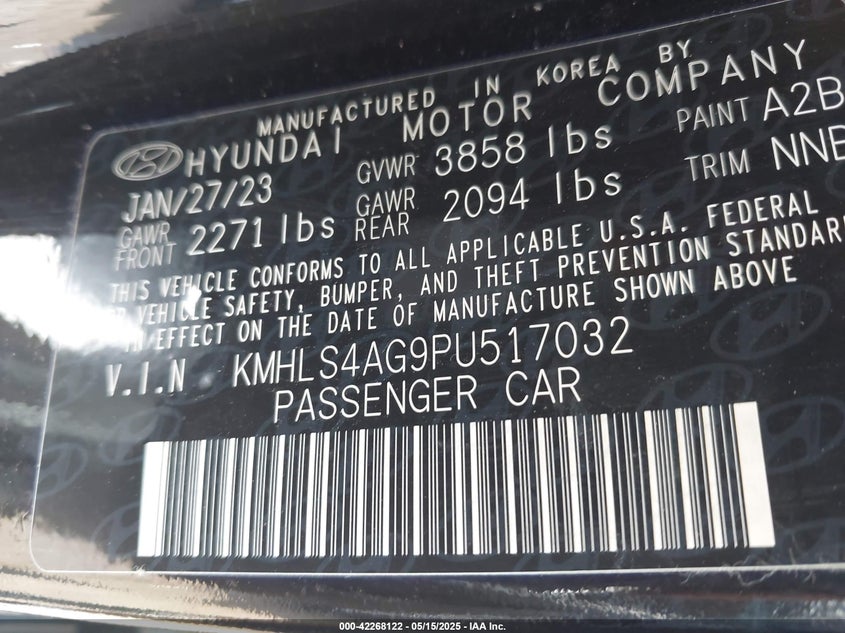 MANUFACTURED IN KOREA BY
HYUNDAI MOTOR COMPANY
JAN/27/23 GVWR 3858 lbs PAINT A2B
GAWR FRONT 2271 lbs GAWR REAR 2094 lbs TRIM NNB
THIS VEHICLE CONFORMS TO ALL APPLICABLE U.S.A. FEDERAL
VEHICLE SAFETY, BUMPER, AND THEFT PREVENTION STANDAR
IN EFFECT ON THE DATE OF MANUFACTURE SHOWN ABOVE
V.I.N KMHLS4AG9PU517032
PASSENGER CAR
000-42268122 - 05/15/2025 - IAA Inc.